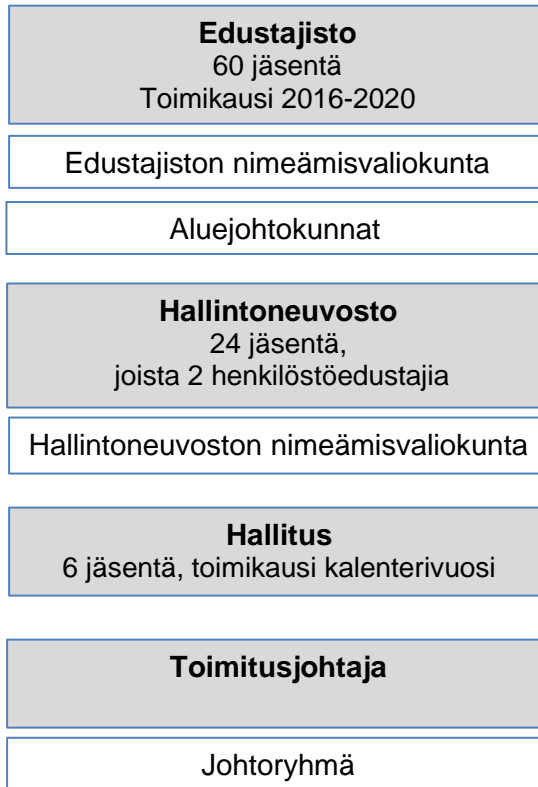 Edustajisto
60 jäsentä
Toimikausi 2016-2020
Edustajiston nimeämisvaliokunta
Aluejohtokunnat
Hallintoneuvosto
24 jäsentä,
joista 2 henkilöstöedustajia
Hallintoneuvoston nimeämisvaliokunta
Hallitus
6 jäsentä, toimikausi kalenterivuosi
Toimitusjohtaja
Johtoryhmä